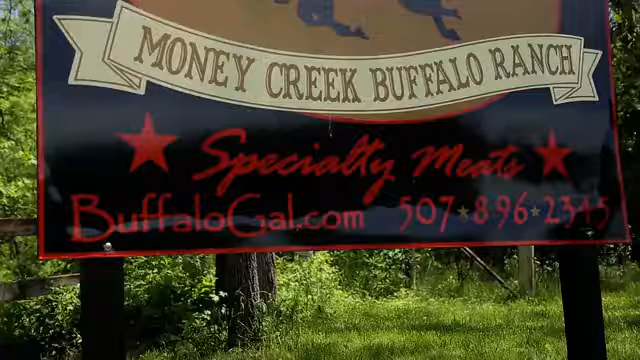 MONEY CREEK BUFFALO RANCH
Specialty Meats
BuffaloGal.com 507★896★2345